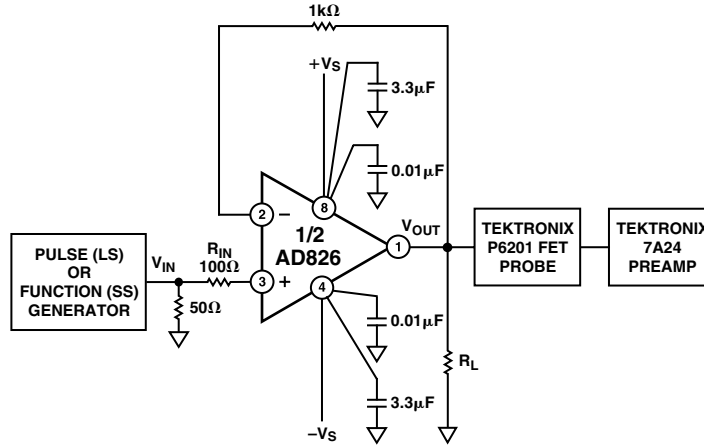 1kΩ
+VS
3.3µF
0.01µF
8
2
−
1/2
AD826
VOUT
1
TEKTRONIX
P6201 FET
PROBE
TEKTRONIX
7A24
PREAMP
PULSE (LS)
OR
FUNCTION (SS)
GENERATOR
VIN
RIN
100Ω
3
+
4
50Ω
0.01µF
RL
3.3µF
−VS